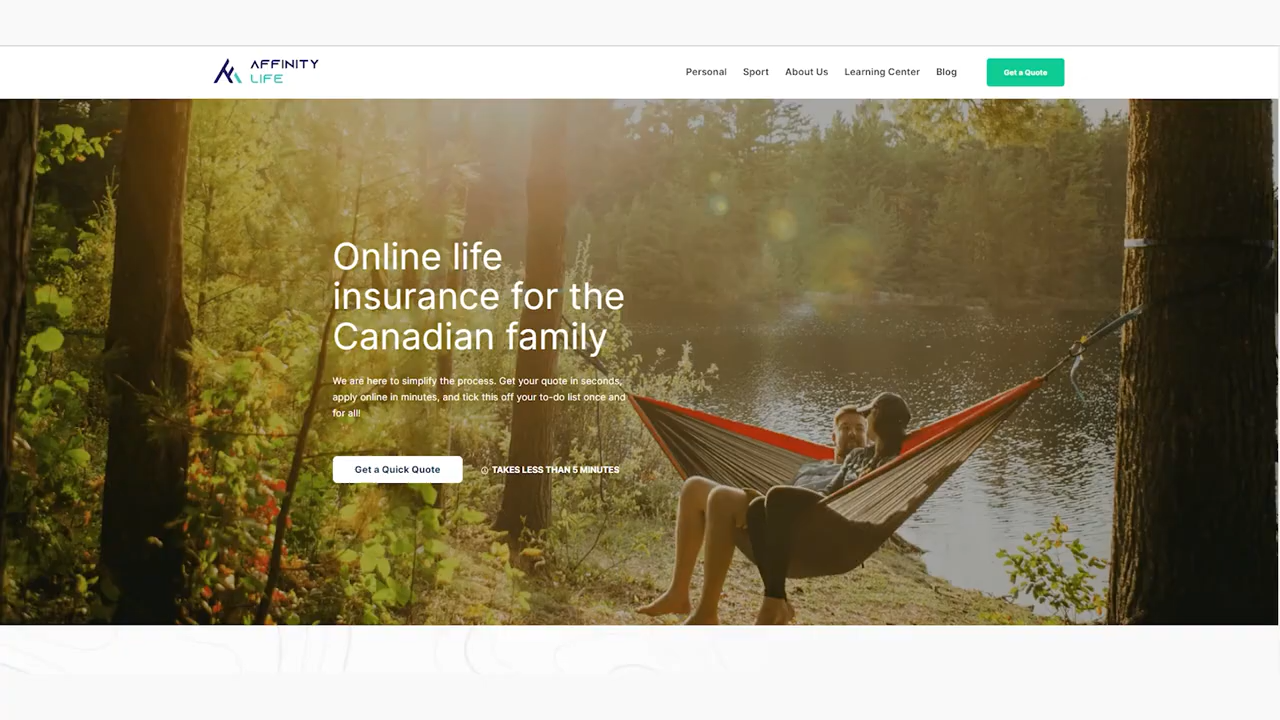 AFFINITY
LIFE
Personal Sport About Us Learning Center Blog Get a Quote
Online life
insurance for the
Canadian family
We are here to simplify the process. Get your quote in seconds,
apply online in minutes, and tick this off your to-do list once and
for all!
Get a Quick Quote TAKES LESS THAN 5 MINUTES